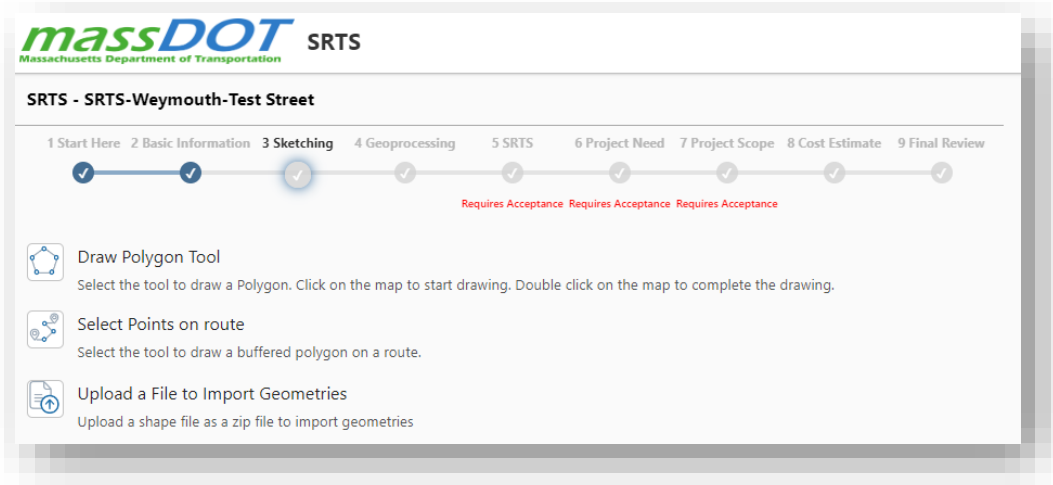 massDOT SRTS
Massachusetts Department of Transportation
SRTS - SRTS-Weymouth-Test Street
1 Start Here 2 Basic Information 3 Sketching 4 Geoprocessing 5 SRTS 6 Project Need 7 Project Scope 8 Cost Estimate 9 Final Review
Requires Acceptance Requires Acceptance Requires Acceptance
Draw Polygon Tool
Select the tool to draw a Polygon. Click on the map to start drawing. Double click on the map to complete the drawing.
Select Points on route
Select the tool to draw a buffered polygon on a route.
Upload a File to Import Geometries
Upload a shape file as a zip file to import geometries